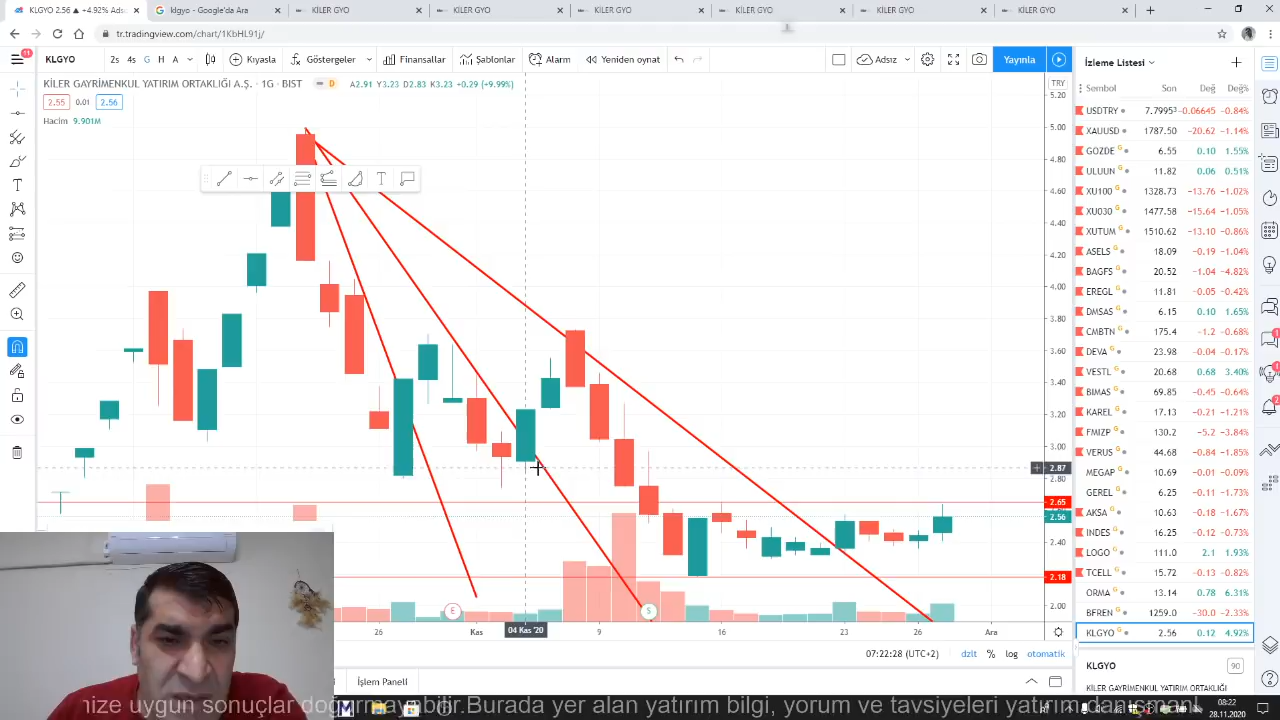 KLGYO 2.56 ▲ +4.92% Adsız
klgyo - Google'da Ara
KİLER GYO
KİLER GYO
KİLER GYO
KİLER GYO
KİLER GYO
KİLER GYO
tr.tradingview.com/chart/1KbHL91j/
11
KLGYO
2s 4s G H A
Kıyasla
Göstergeler
Finansallar
Şablonlar
Alarm
Yeniden oynat
Adsız
Yayınla
İzleme Listesi
KİLER GAYRİMENKUL YATIRIM ORTAKLIĞI A.Ş. · 1G · BIST
D
A2.91 Y3.23 D2.83 K3.23 +0.29 (+9.99%)
2.55 0.01 2.56
Hacim 9.901M
TRY
5.20
5.00
4.80
4.60
4.40
4.20
4.00
3.80
3.60
3.40
3.20
3.00
2.87
2.80
2.65
2.56
2.40
2.18
2.00
Sembol Son Değ Değ%
USDTRY 7.7995³ -0.06645 -0.84%
XAUUSD 1787.50 -20.62 -1.14%
GOZDE G 6.55 0.10 1.55%
ULUUN G 11.82 0.06 0.51%
XU100 G 1328.73 -13.76 -1.02%
XU030 G 1477.58 -15.64 -1.05%
XUTUM G 1510.62 -13.10 -0.86%
ASELS G 18.09 -0.19 -1.04%
BAGFS G 20.52 -1.04 -4.82%
EREGL G 11.81 -0.05 -0.42%
DMSAS G 6.15 0.10 1.65%
CMBTN G 175.4 -1.2 -0.68%
DEVA G 23.98 -0.04 -0.17%
VESTL G 20.68 0.68 3.40%
BIMAS G 69.85 -0.45 -0.64%
KAREL G 17.13 -0.21 -1.21%
FMIZP G 130.2 -5.2 -3.84%
VERUS G 44.68 -0.84 -1.85%
MEGAP G 10.69 -0.01 -0.09%
GEREL G 6.25 -0.11 -1.73%
AKSA G 10.63 -0.18 -1.67%
INDES G 16.25 -0.12 -0.73%
LOGO G 111.0 2.1 1.93%
TCELL G 15.72 -0.13 -0.82%
ORMA G 13.14 0.78 6.31%
BFREN G 1259.0 -30.0 -2.33%
KLGYO G 2.56 0.12 4.92%
E
S
26 Kas 04 Kas '20 9 16 23 26 Ara
07:22:28 (UTC+2) dzlt % log otomatik
KLGYO 90
KİLER GAYRİMENKUL YATIRIM ORTAKLIĞI
İşlem Paneli
nize uygun sonuçlar doğurmayabilir.Burada yer alan yatırım bilgi, yorum ve tavsiyeleri yatırım
08:22
28.11.2020